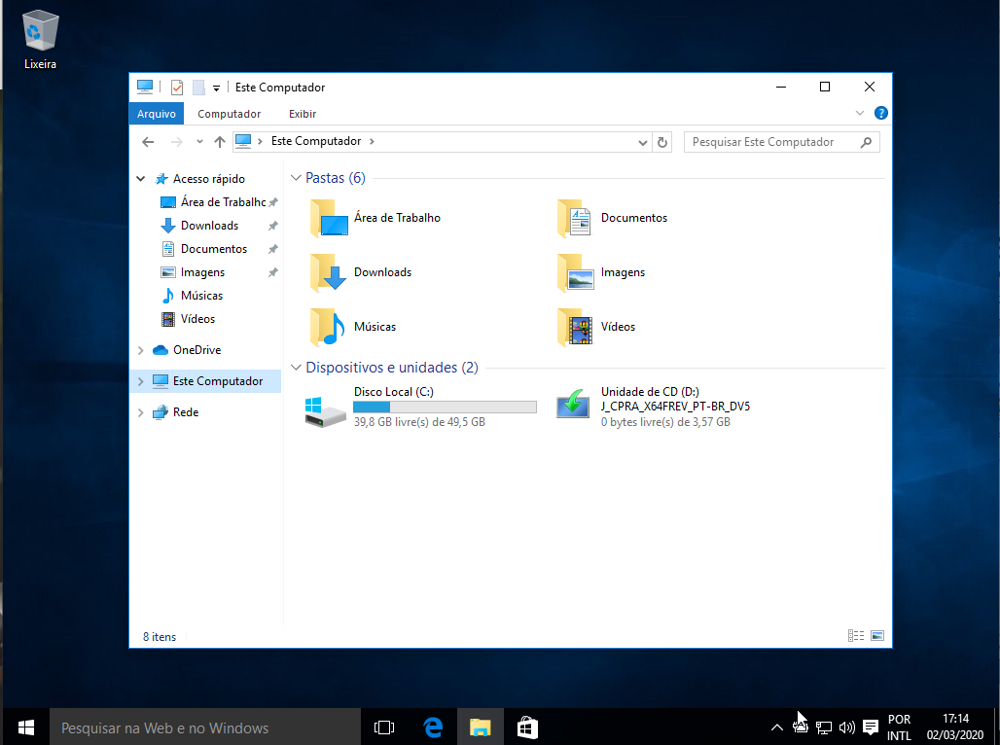 Lixeira
Este Computador
Arquivo
Computador
Exibir
Este Computador
Pesquisar Este Computador
Acesso rápido
Área de Trabalho
Downloads
Documentos
Imagens
Músicas
Vídeos
OneDrive
Este Computador
Rede
Pastas (6)
Área de Trabalho
Documentos
Downloads
Imagens
Músicas
Vídeos
Dispositivos e unidades (2)
Disco Local (C:)
39,8 GB livre(s) de 49,5 GB
Unidade de CD (D:)
J_CPRA_X64FREV_PT-BR_DV5
0 bytes livre(s) de 3,57 GB
8 itens
Pesquisar na Web e no Windows
POR
INTL
17:14
02/03/2020